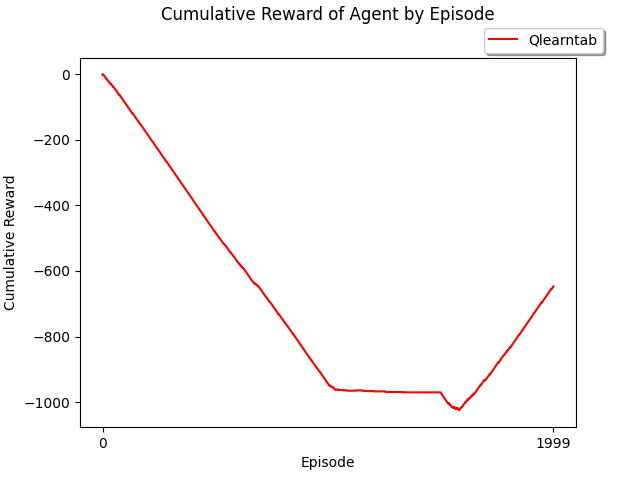 Cumulative Reward of Agent by Episode
Qlearntab
0
−200
−400
−600
−800
−1000
Cumulative Reward
0
1999
Episode